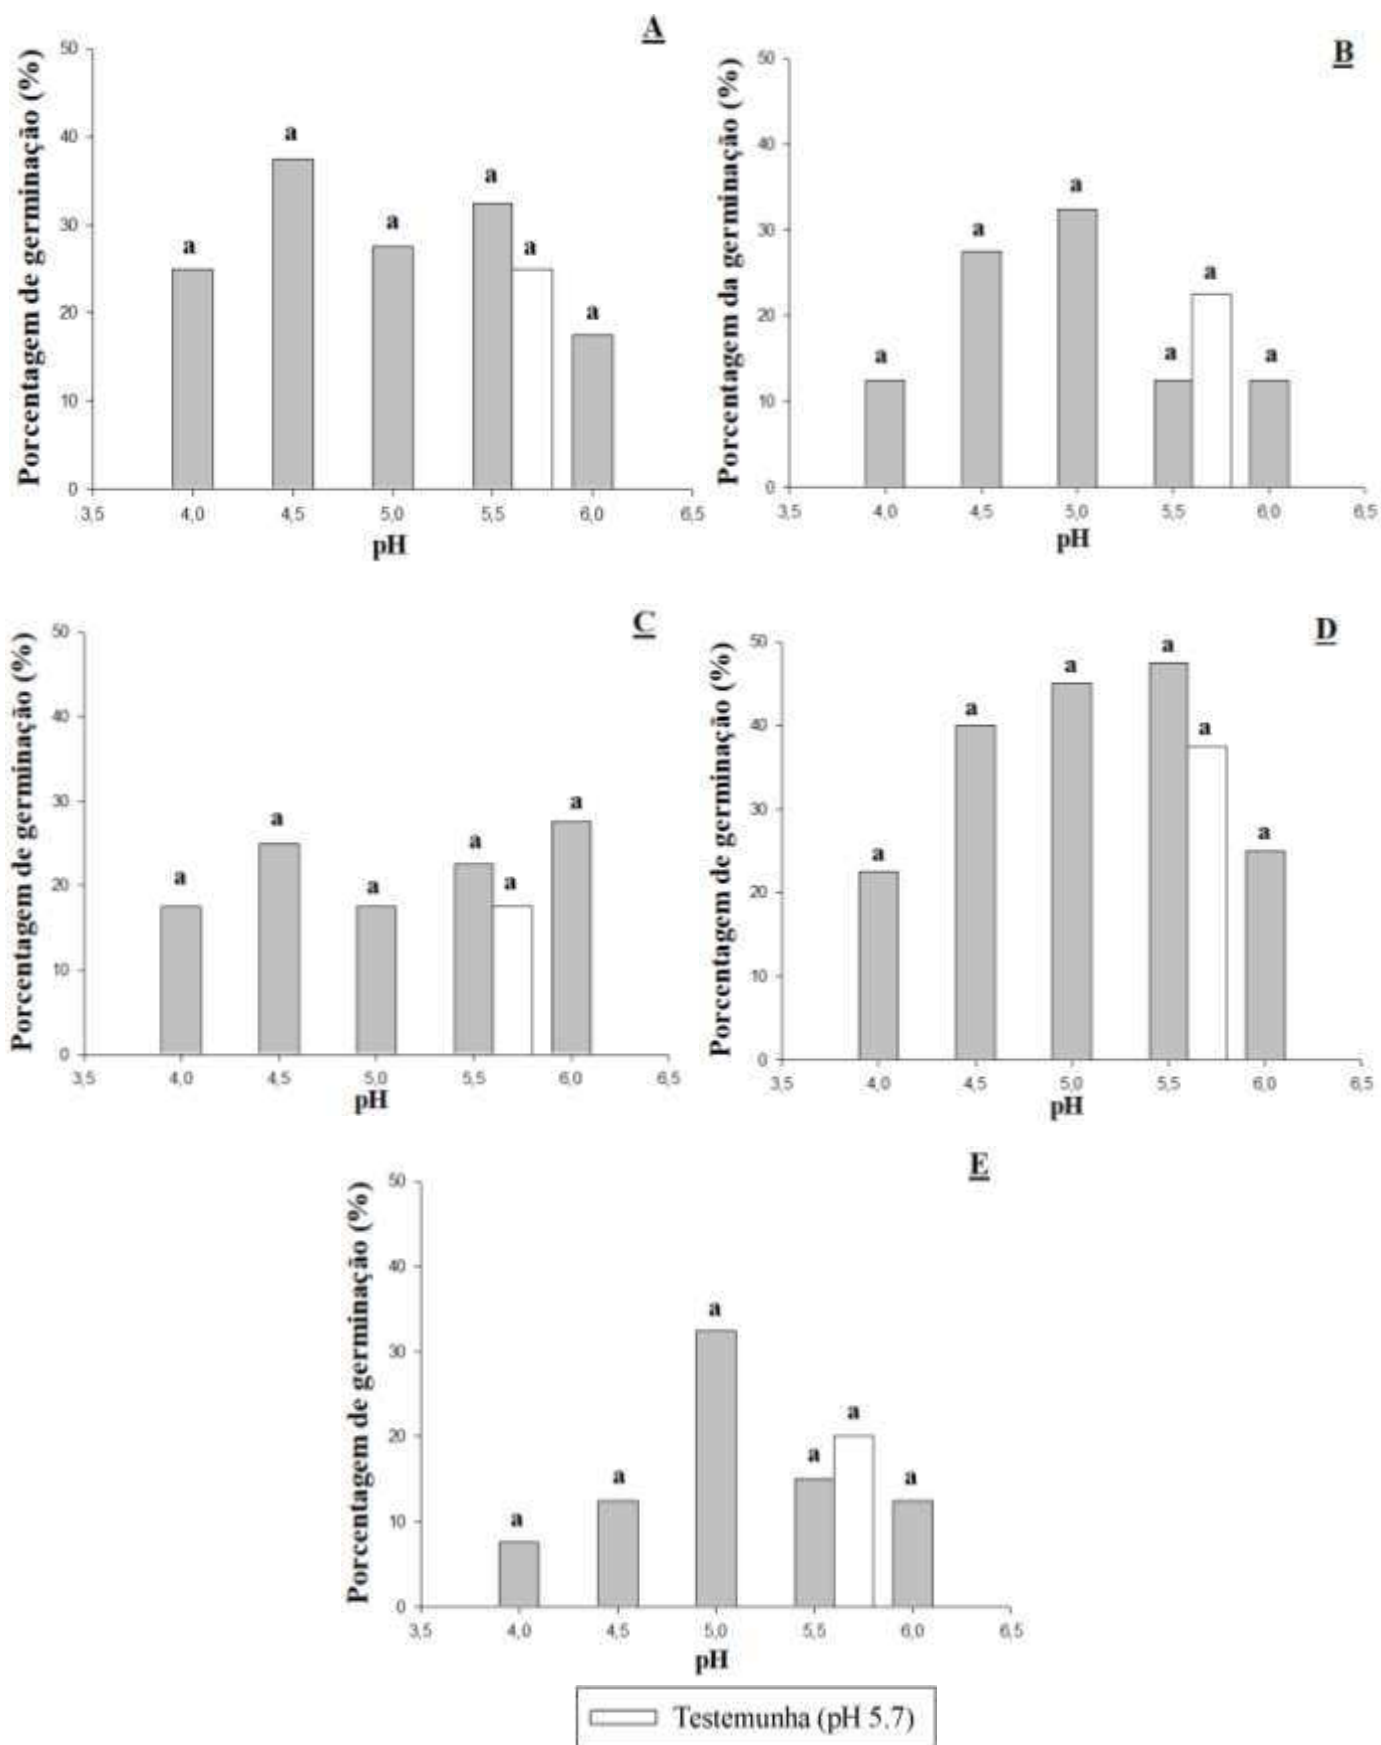 A
Porcentagem de germinação (%)
50
40
30
20
10
0
a
a
a
a
a
a
3,5
4,0
4,5
5,0
5,5
6,0
6,5
pH
B
Porcentagem da germinação (%)
50
40
30
20
10
0
a
a
a
a
a
a
3,5
4,0
4,5
5,0
5,5
6,0
6,5
pH
C
Porcentagem de germinação (%)
50
40
30
20
10
0
a
a
a
a
a
a
3,5
4,0
4,5
5,0
5,5
6,0
6,5
pH
D
Porcentagem de germinação (%)
50
40
30
20
10
0
a
a
a
a
a
a
3,5
4,0
4,5
5,0
5,5
6,0
6,5
pH
E
Porcentagem de germinação (%)
50
40
30
20
10
0
a
a
a
a
a
a
3,5
4,0
4,5
5,0
5,5
6,0
6,5
pH
Testemunha (pH 5.7)